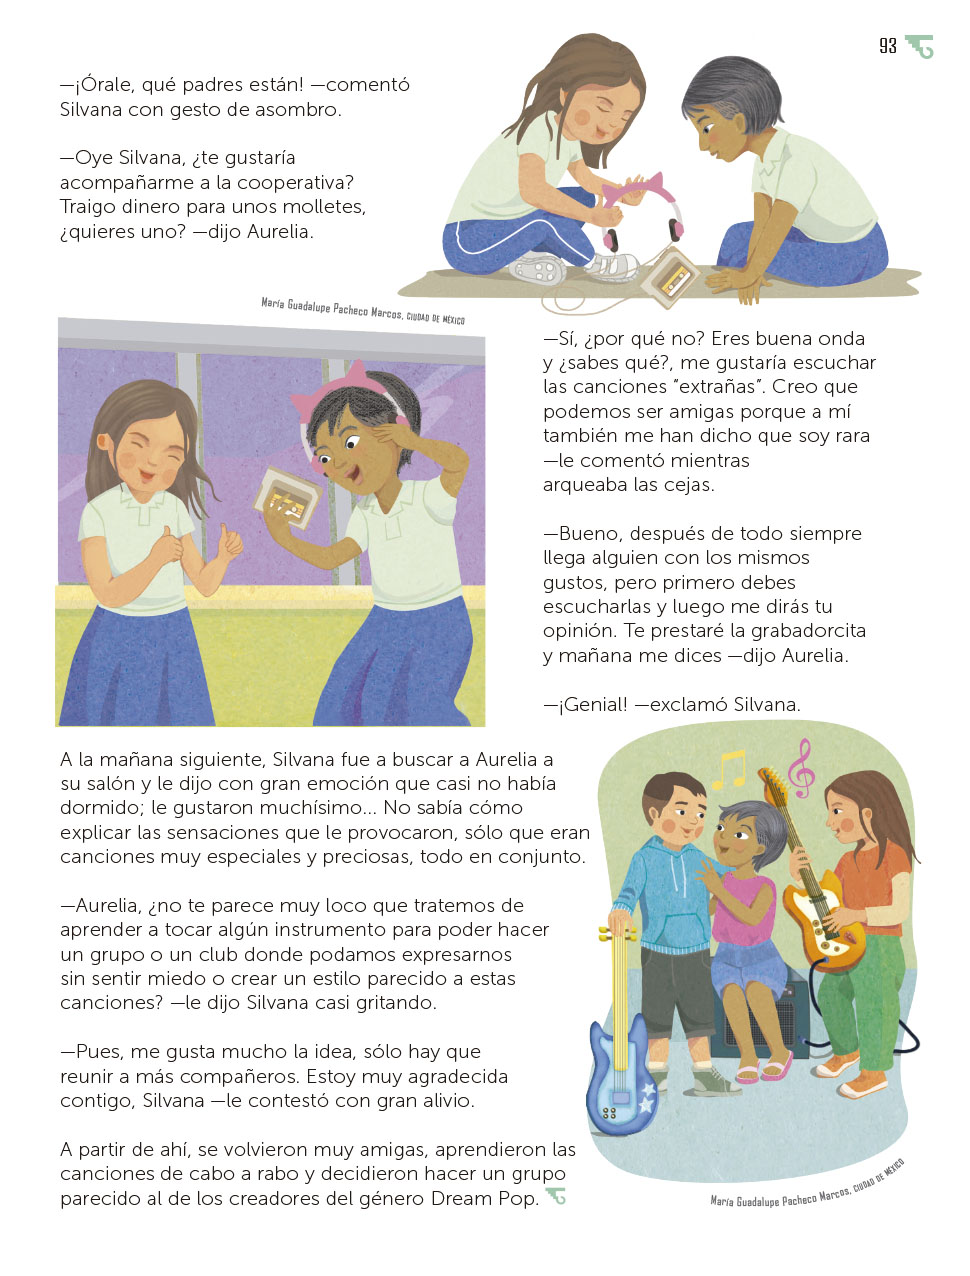 93
—¡Órale, qué padres están! —comentó
Silvana con gesto de asombro.
—Oye Silvana, ¿te gustaría
acompañarme a la cooperativa?
Traigo dinero para unos molletes,
¿quieres uno? —dijo Aurelia.
María Guadalupe Pacheco Marcos, CIUDAD DE MÉXICO
—Sí, ¿por qué no? Eres buena onda
y ¿sabes qué?, me gustaría escuchar
las canciones “extrañas”. Creo que
podemos ser amigas porque a mí
también me han dicho que soy rara
—le comentó mientras
arqueaba las cejas.
—Bueno, después de todo siempre
llega alguien con los mismos
gustos, pero primero debes
escucharlas y luego me dirás tu
opinión. Te prestaré la grabadorcita
y mañana me dices —dijo Aurelia.
—¡Genial! —exclamó Silvana.
A la mañana siguiente, Silvana fue a buscar a Aurelia a
su salón y le dijo con gran emoción que casi no había
dormido; le gustaron muchísimo... No sabía cómo
explicar las sensaciones que le provocaron, sólo que eran
canciones muy especiales y preciosas, todo en conjunto.
—Aurelia, ¿no te parece muy loco que tratemos de
aprender a tocar algún instrumento para poder hacer
un grupo o un club donde podamos expresarnos
sin sentir miedo o crear un estilo parecido a estas
canciones? —le dijo Silvana casi gritando.
—Pues, me gusta mucho la idea, sólo hay que
reunir a más compañeros. Estoy muy agradecida
contigo, Silvana —le contestó con gran alivio.
A partir de ahí, se volvieron muy amigas, aprendieron las
canciones de cabo a rabo y decidieron hacer un grupo
parecido al de los creadores del género Dream Pop.
María Guadalupe Pacheco Marcos, CIUDAD DE MÉXICO